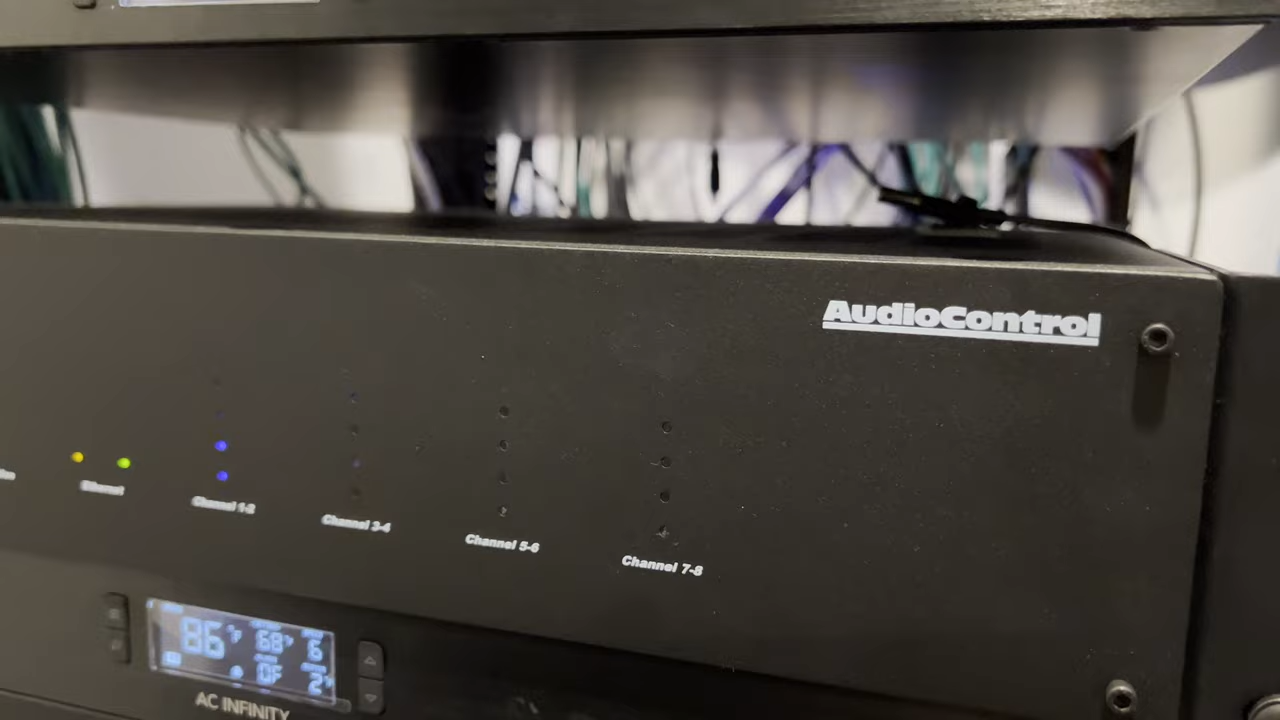 AudioControl
Ethernet
Channel 1-2
Channel 3-4
Channel 5-6
Channel 7-8
86 °F 68 °F 6
OF 2
AC INFINITY